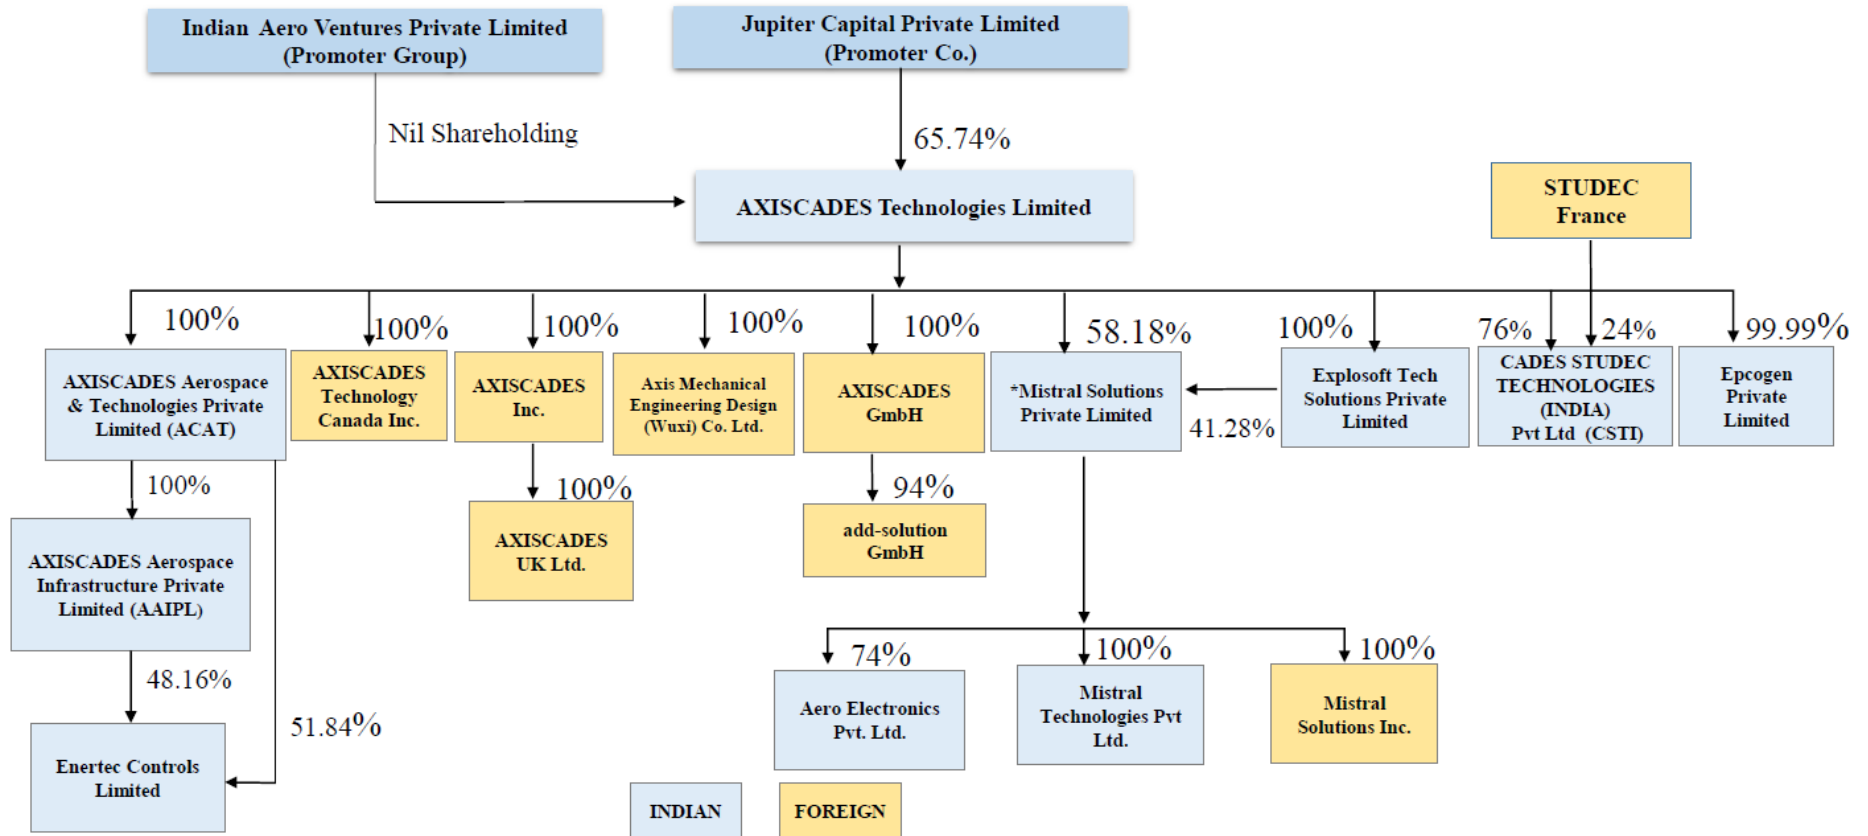 Indian Aero Ventures Private Limited
(Promoter Group)
Jupiter Capital Private Limited
(Promoter Co.)
Nil Shareholding
65.74%
AXISCADES Technologies Limited
STUDEC
France
100%
100%
100%
100%
100%
58.18%
100%
76%
24%
99.99%
AXISCADES Aerospace
& Technologies Private
Limited (ACAT)
AXISCADES
Technology
Canada Inc.
AXISCADES
Inc.
Axis Mechanical
Engineering Design
(Wuxi) Co. Ltd.
AXISCADES
GmbH
*Mistral Solutions
Private Limited
41.28%
Explosoft Tech
Solutions Private
Limited
CADES STUDEC
TECHNOLOGIES
(INDIA)
Pvt Ltd (CSTI)
Epcogen
Private
Limited
100%
100%
94%
AXISCADES Aerospace
Infrastructure Private
Limited (AAIPL)
AXISCADES
UK Ltd.
add-solution
GmbH
48.16%
51.84%
74%
100%
100%
Enertec Controls
Limited
Aero Electronics
Pvt. Ltd.
Mistral
Technologies Pvt
Ltd.
Mistral
Solutions Inc.
INDIAN
FOREIGN